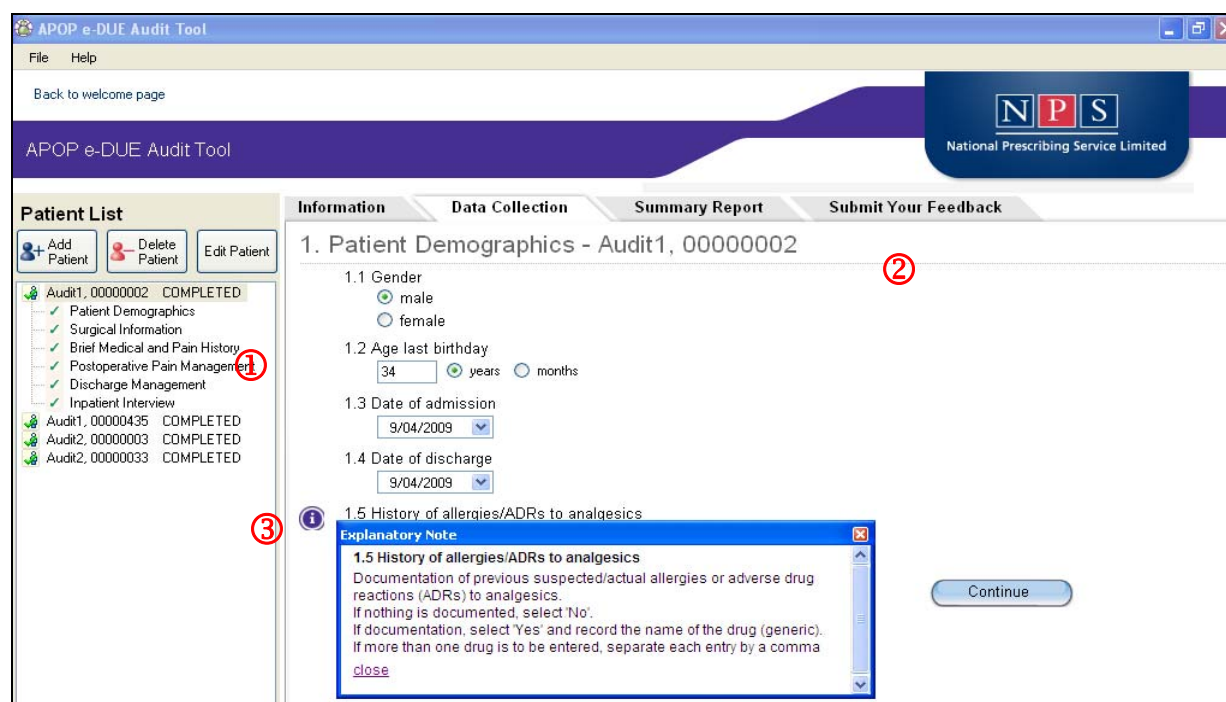 APOP e-DUE Audit Tool
File Help
Back to welcome page
N P S
National Prescribing Service Limited
APOP e-DUE Audit Tool
Patient List
Add Patient
Delete Patient
Edit Patient
Audit1, 00000002 COMPLETED
Patient Demographics
Surgical Information
Brief Medical and Pain History
Postoperative Pain Management
Discharge Management
Inpatient Interview
Audit1, 00000435 COMPLETED
Audit2, 00000003 COMPLETED
Audit2, 00000033 COMPLETED
①
Information Data Collection Summary Report Submit Your Feedback
1. Patient Demographics - Audit1, 00000002
②
1.1 Gender
male
female
1.2 Age last birthday
34 years months
1.3 Date of admission
9/04/2009
1.4 Date of discharge
9/04/2009
③
i 1.5 History of allergies/ADRs to analgesics
Explanatory Note
1.5 History of allergies/ADRs to analgesics
Documentation of previous suspected/actual allergies or adverse drug
reactions (ADRs) to analgesics.
If nothing is documented, select 'No'.
If documentation, select 'Yes' and record the name of the drug (generic).
If more than one drug is to be entered, separate each entry by a comma
close
Continue